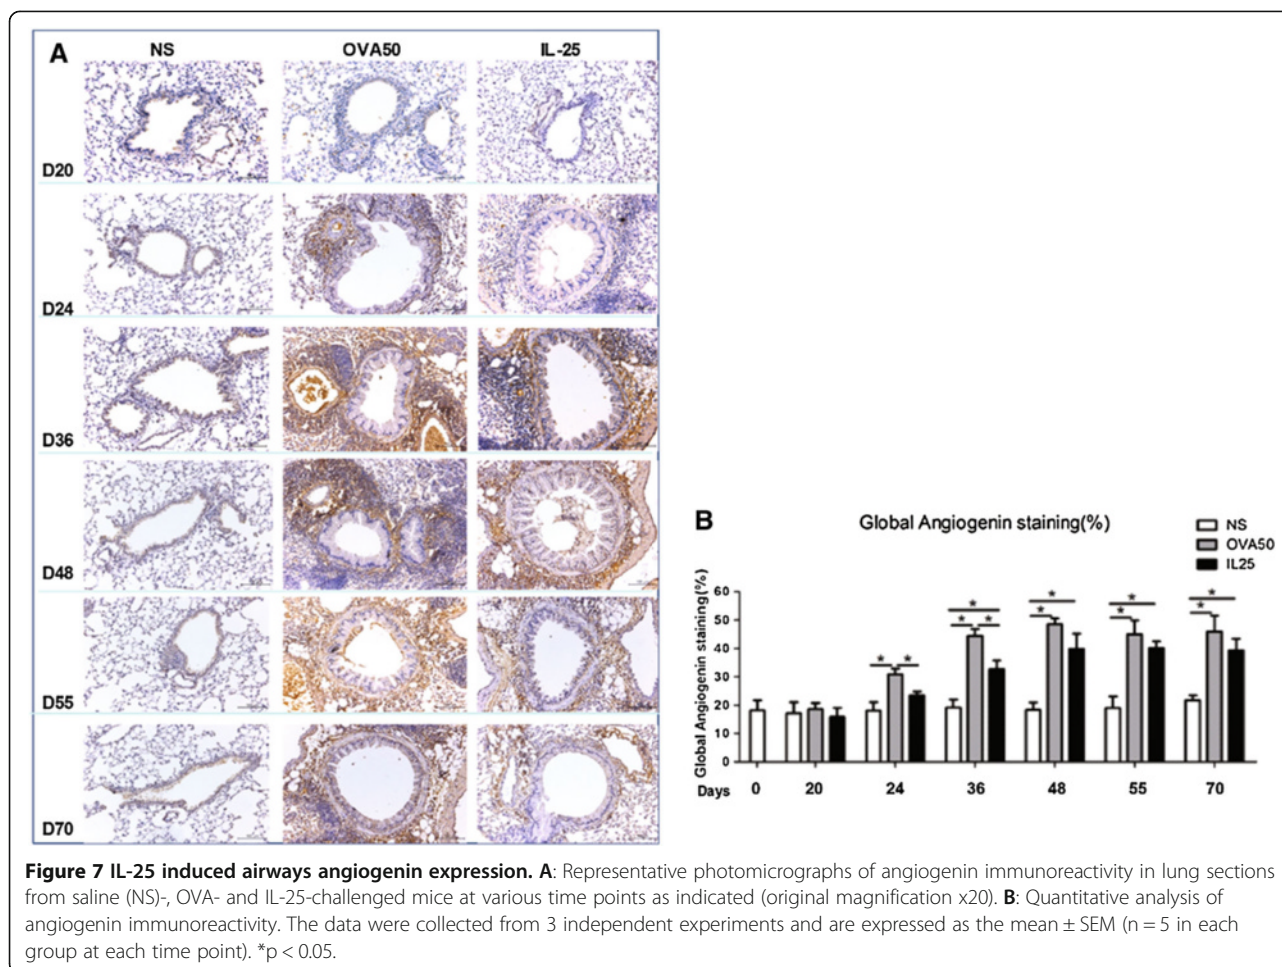 A
NS OVA50 IL-25
D20
D24
D36
D48
D55
D70
B
Global Angiogenin staining(%)
NS
OVA50
IL25
Global Angiogenin staining(%)
60
50
40
30
20
10
0
* * * * * * * * * * *
Days 0 20 24 36 48 55 70
Figure 7 IL-25 induced airways angiogenin expression. A: Representative photomicrographs of angiogenin immunoreactivity in lung sections
from saline (NS)-, OVA- and IL-25-challenged mice at various time points as indicated (original magnification x20). B: Quantitative analysis of
angiogenin immunoreactivity. The data were collected from 3 independent experiments and are expressed as the mean ± SEM (n = 5 in each
group at each time point). *p < 0.05.